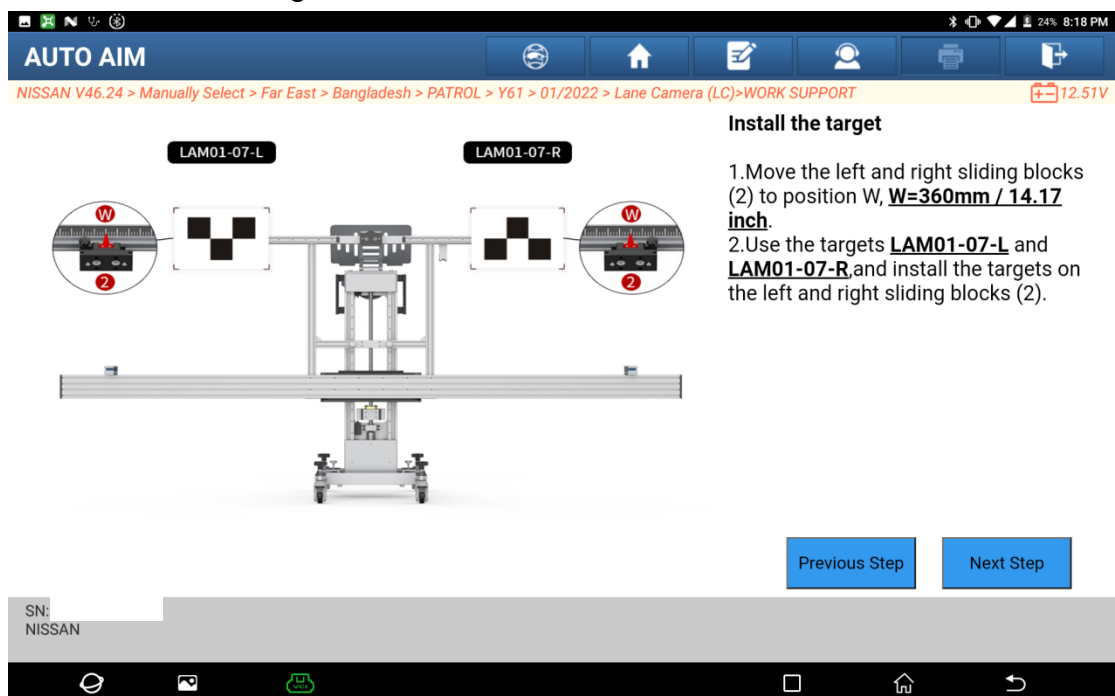 24% 8:18 PM
AUTO AIM
NISSAN V46.24 > Manually Select > Far East > Bangladesh > PATROL > Y61 > 01/2022 > Lane Camera (LC)>WORK SUPPORT
12.51V
LAM01-07-L
LAM01-07-R
W
2
W
2
Install the target
1.Move the left and right sliding blocks
(2) to position W, W=360mm / 14.17
inch.
2.Use the targets LAM01-07-L and
LAM01-07-R,and install the targets on
the left and right sliding blocks (2).
Previous Step
Next Step
SN:
NISSAN
VCI